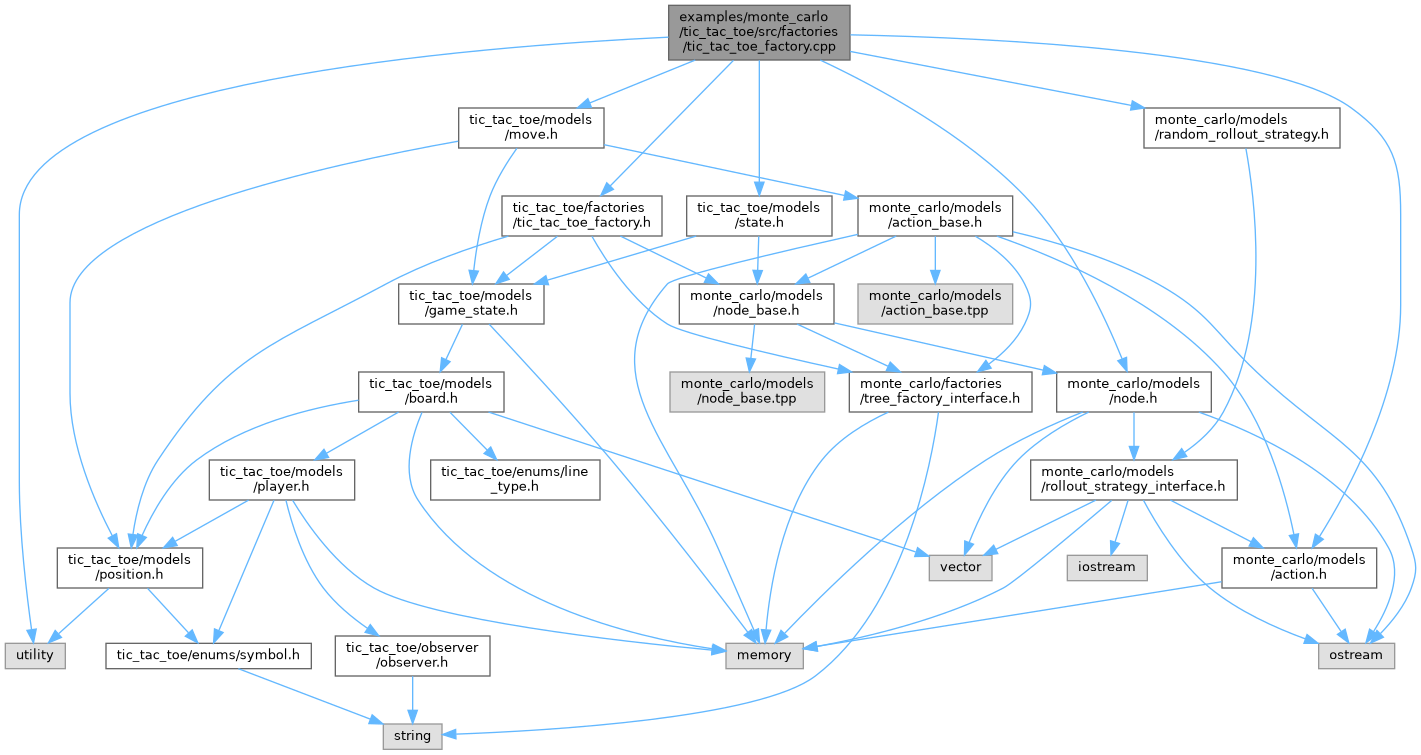 examples/monte_carlo
/tic_tac_toe/src/factories
/tic_tac_toe_factory.cpp
tic_tac_toe/models
/move.h
monte_carlo/models
/random_rollout_strategy.h
tic_tac_toe/factories
/tic_tac_toe_factory.h
tic_tac_toe/models
/state.h
monte_carlo/models
/action_base.h
tic_tac_toe/models
/game_state.h
monte_carlo/models
/node_base.h
monte_carlo/models
/action_base.tpp
tic_tac_toe/models
/board.h
monte_carlo/models
/node_base.tpp
monte_carlo/factories
/tree_factory_interface.h
monte_carlo/models
/node.h
tic_tac_toe/models
/player.h
tic_tac_toe/enums/line
_type.h
monte_carlo/models
/rollout_strategy_interface.h
tic_tac_toe/models
/position.h
vector
iostream
monte_carlo/models
/action.h
utility
tic_tac_toe/enums/symbol.h
tic_tac_toe/observer
/observer.h
memory
ostream
string